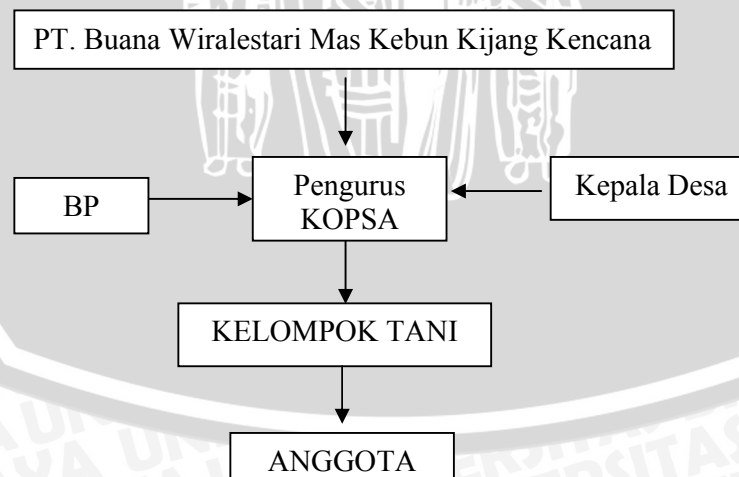 PT. Buana Wiralestari Mas Kebun Kijang Kencana
BP
Pengurus
KOPSA
Kepala Desa
KELOMPOK TANI
ANGGOTA